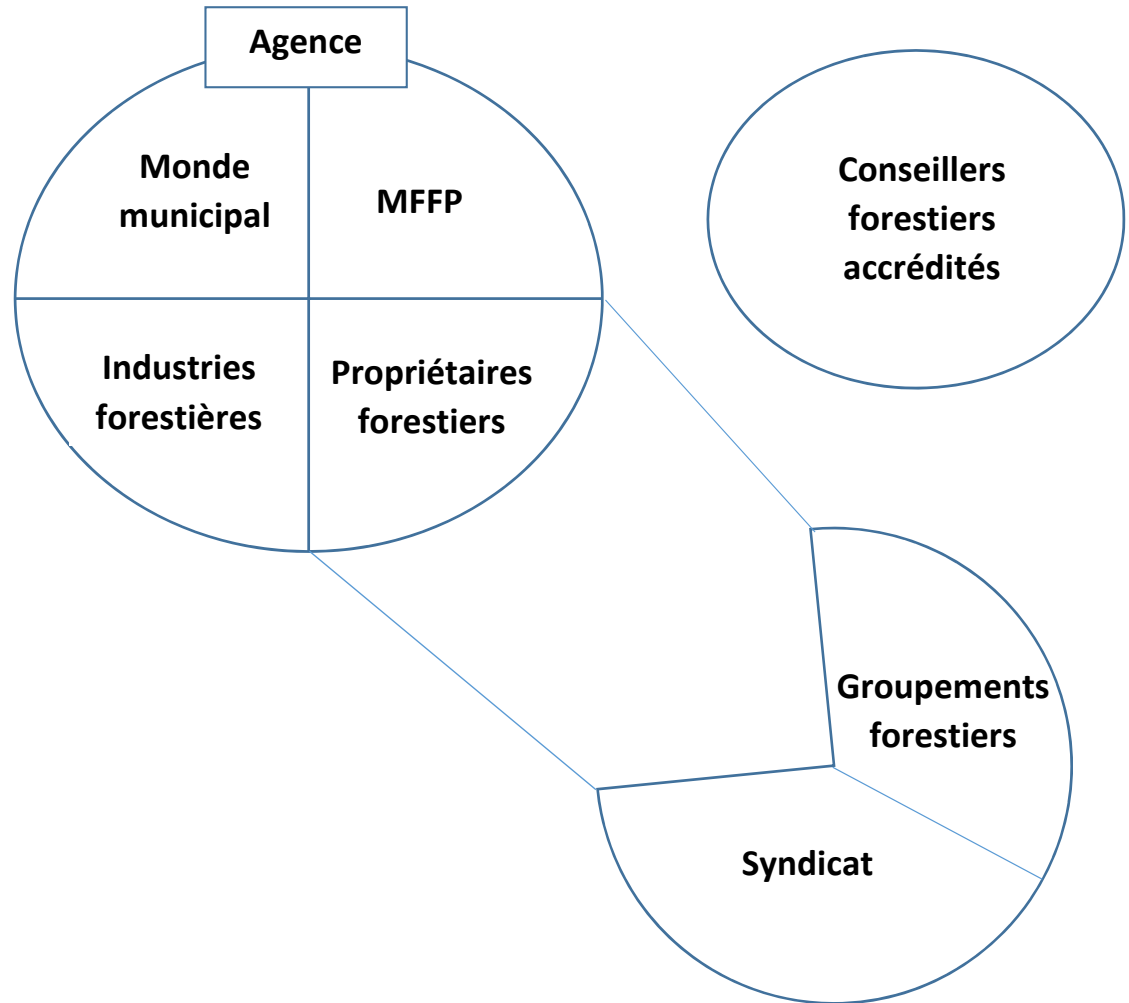 Agence
Monde
municipal
MFFP
Industries
forestières
Propriétaires
forestiers
Conseillers
forestiers
accrédités
Groupements
forestiers
Syndicat